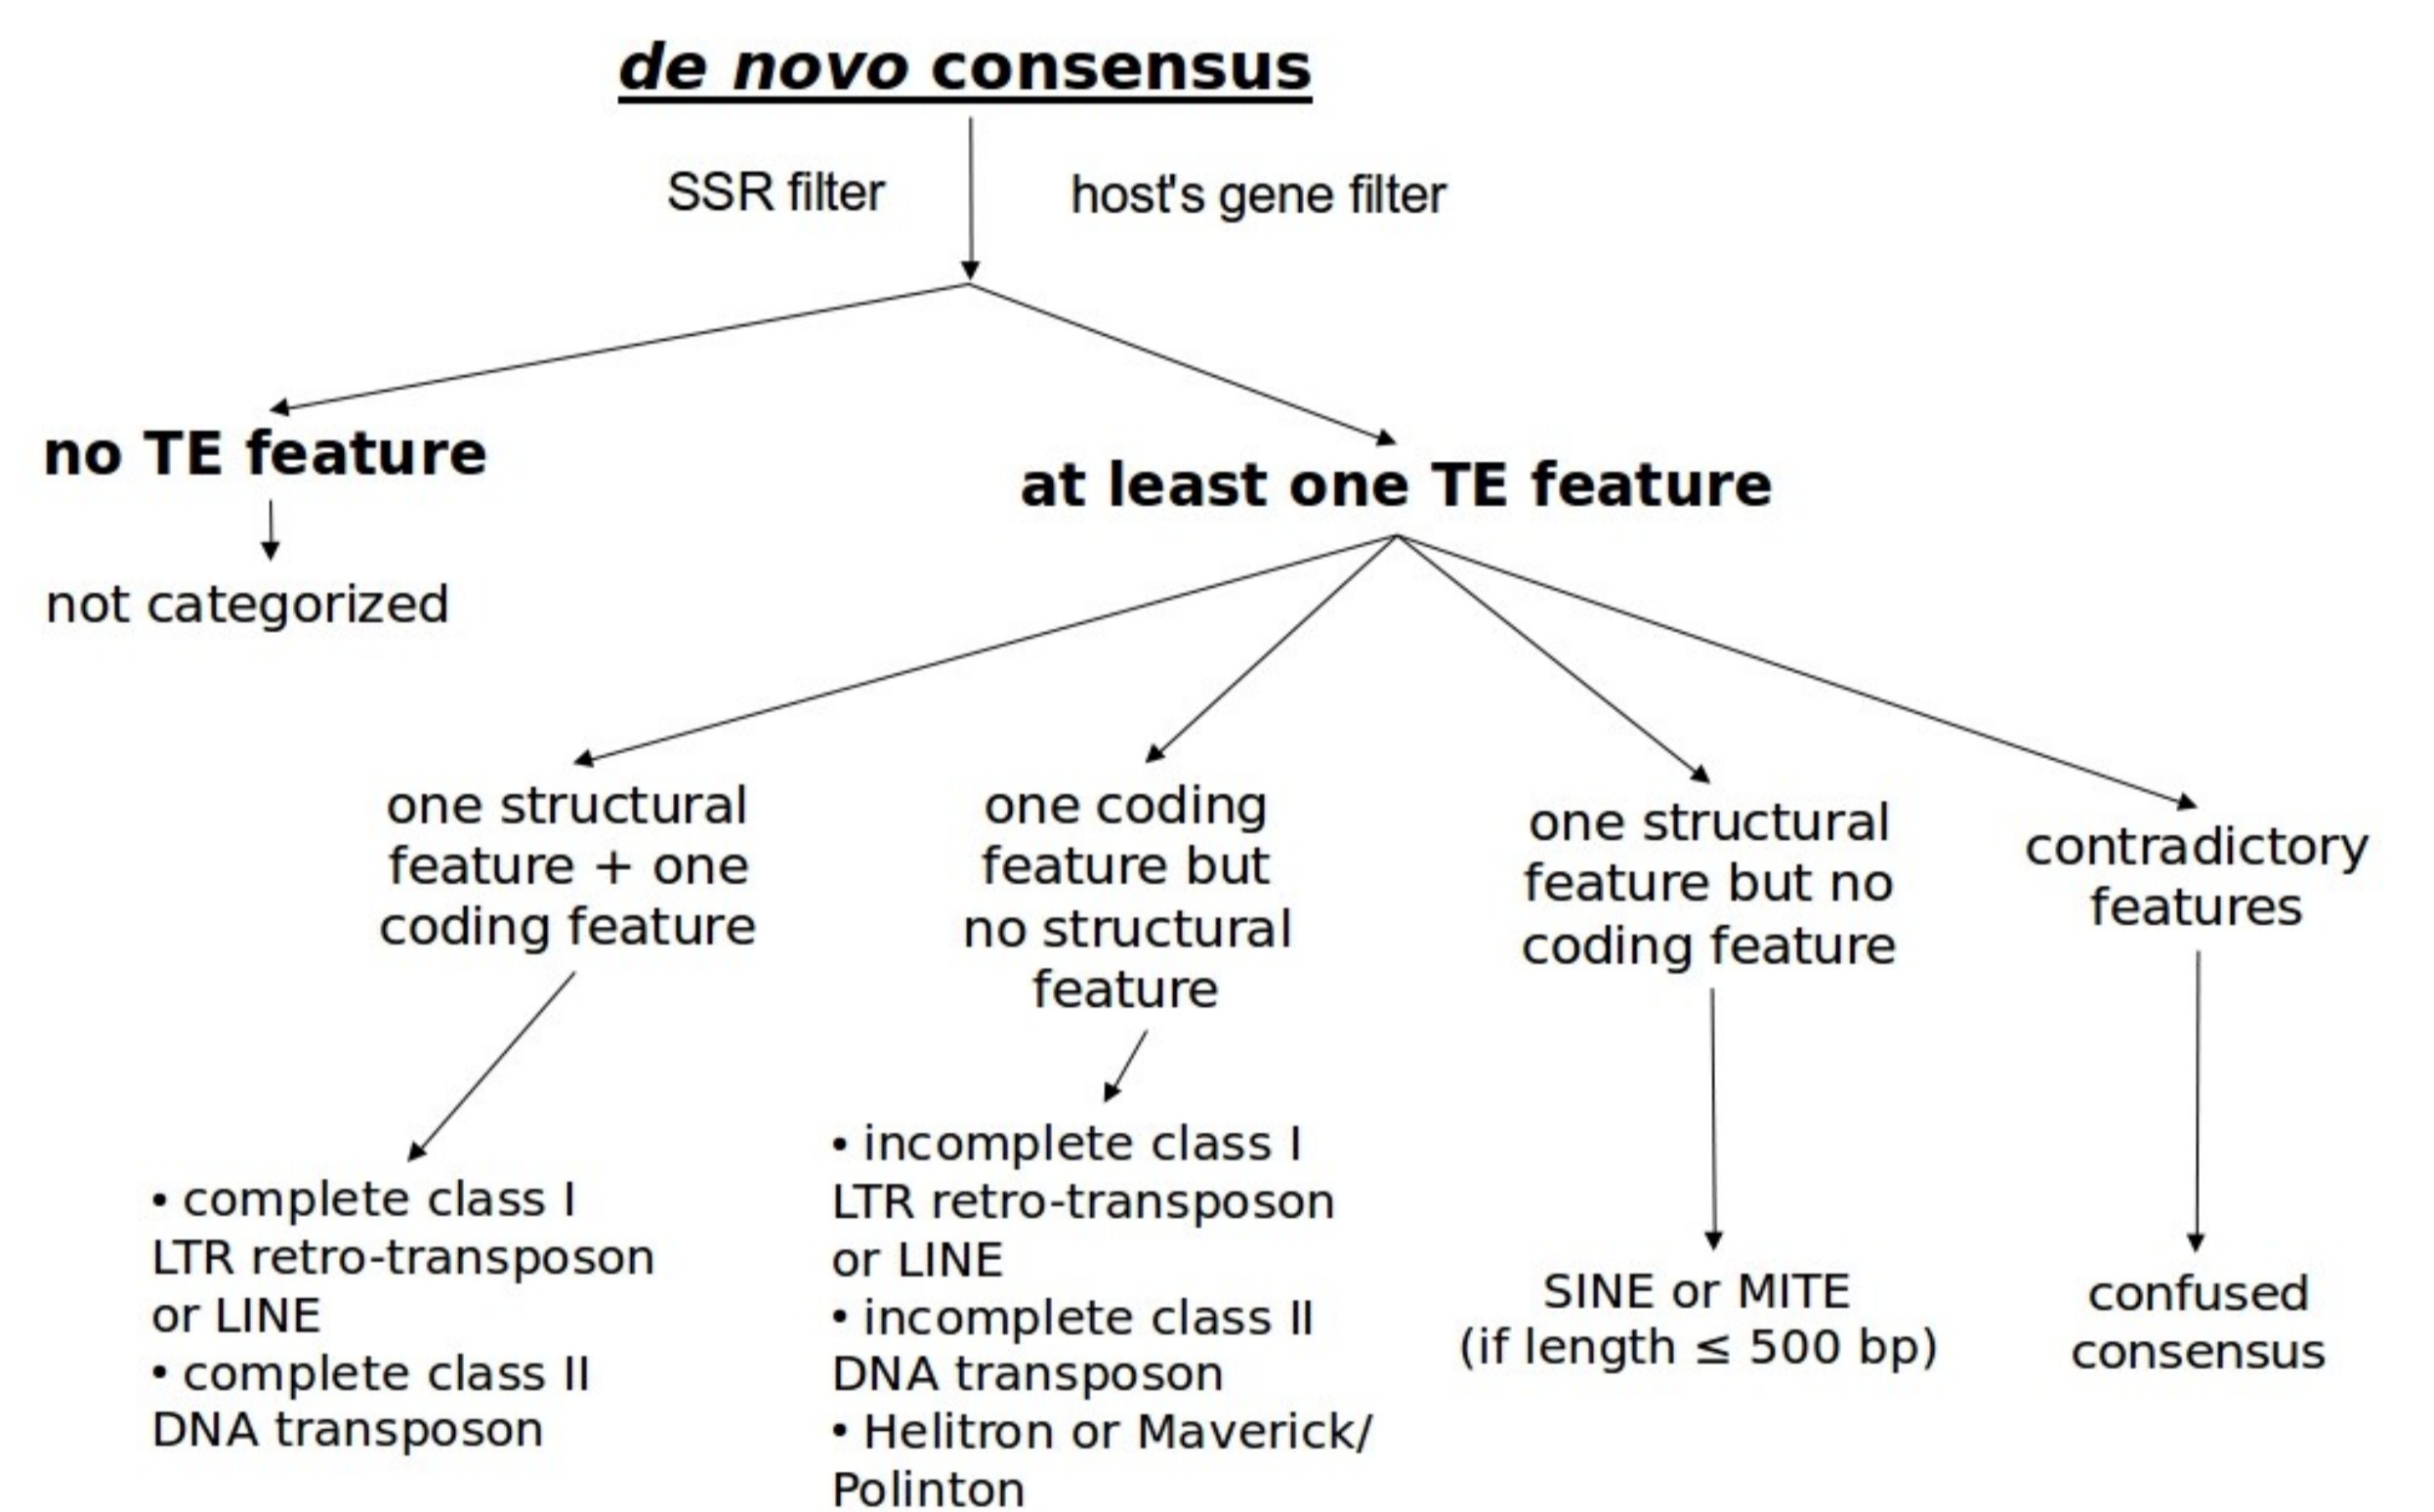 de novo consensus
SSR filter
host's gene filter
no TE feature
not categorized
at least one TE feature
one structural
feature + one
coding feature
one coding
feature but
no structural
feature
one structural
feature but no
coding feature
contradictory
features
• complete class I
LTR retro-transposon
or LINE
• complete class II
DNA transposon
• incomplete class I
LTR retro-transposon
or LINE
• incomplete class II
DNA transposon
• Helitron or Maverick/
Polinton
SINE or MITE
(if length ≤ 500 bp)
confused
consensus